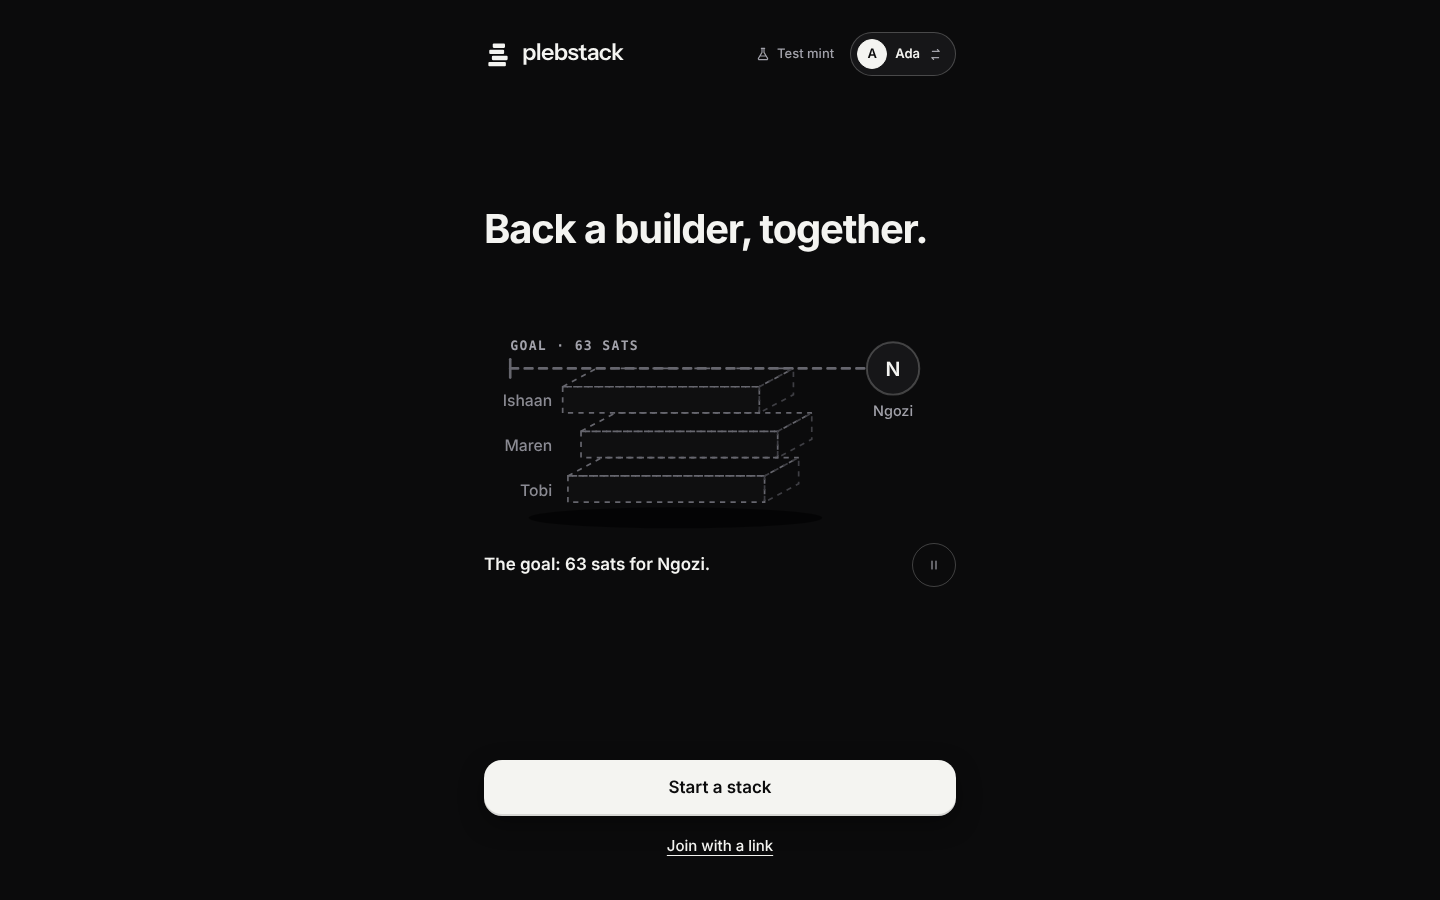 plebstack
Test mint
A
Ada
Back a builder, together.
GOAL · 63 SATS
N
Ngozi
Ishaan
Maren
Tobi
The goal: 63 sats for Ngozi.
Start a stack
Join with a link